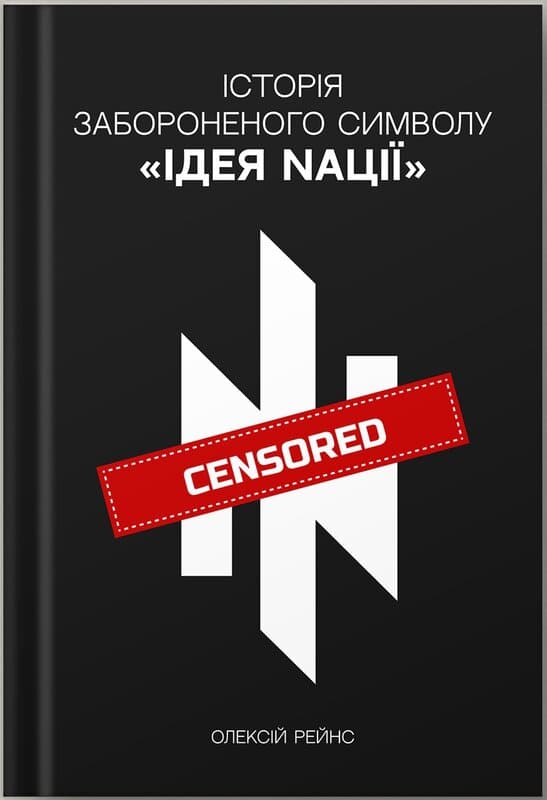 ІСТОРІЯ
ЗАБОРОНЕНОГО СИМВОЛУ
«ІДЕЯ NАЦІЇ»
CENSORED
ОЛЕКСІЙ РЕЙНС